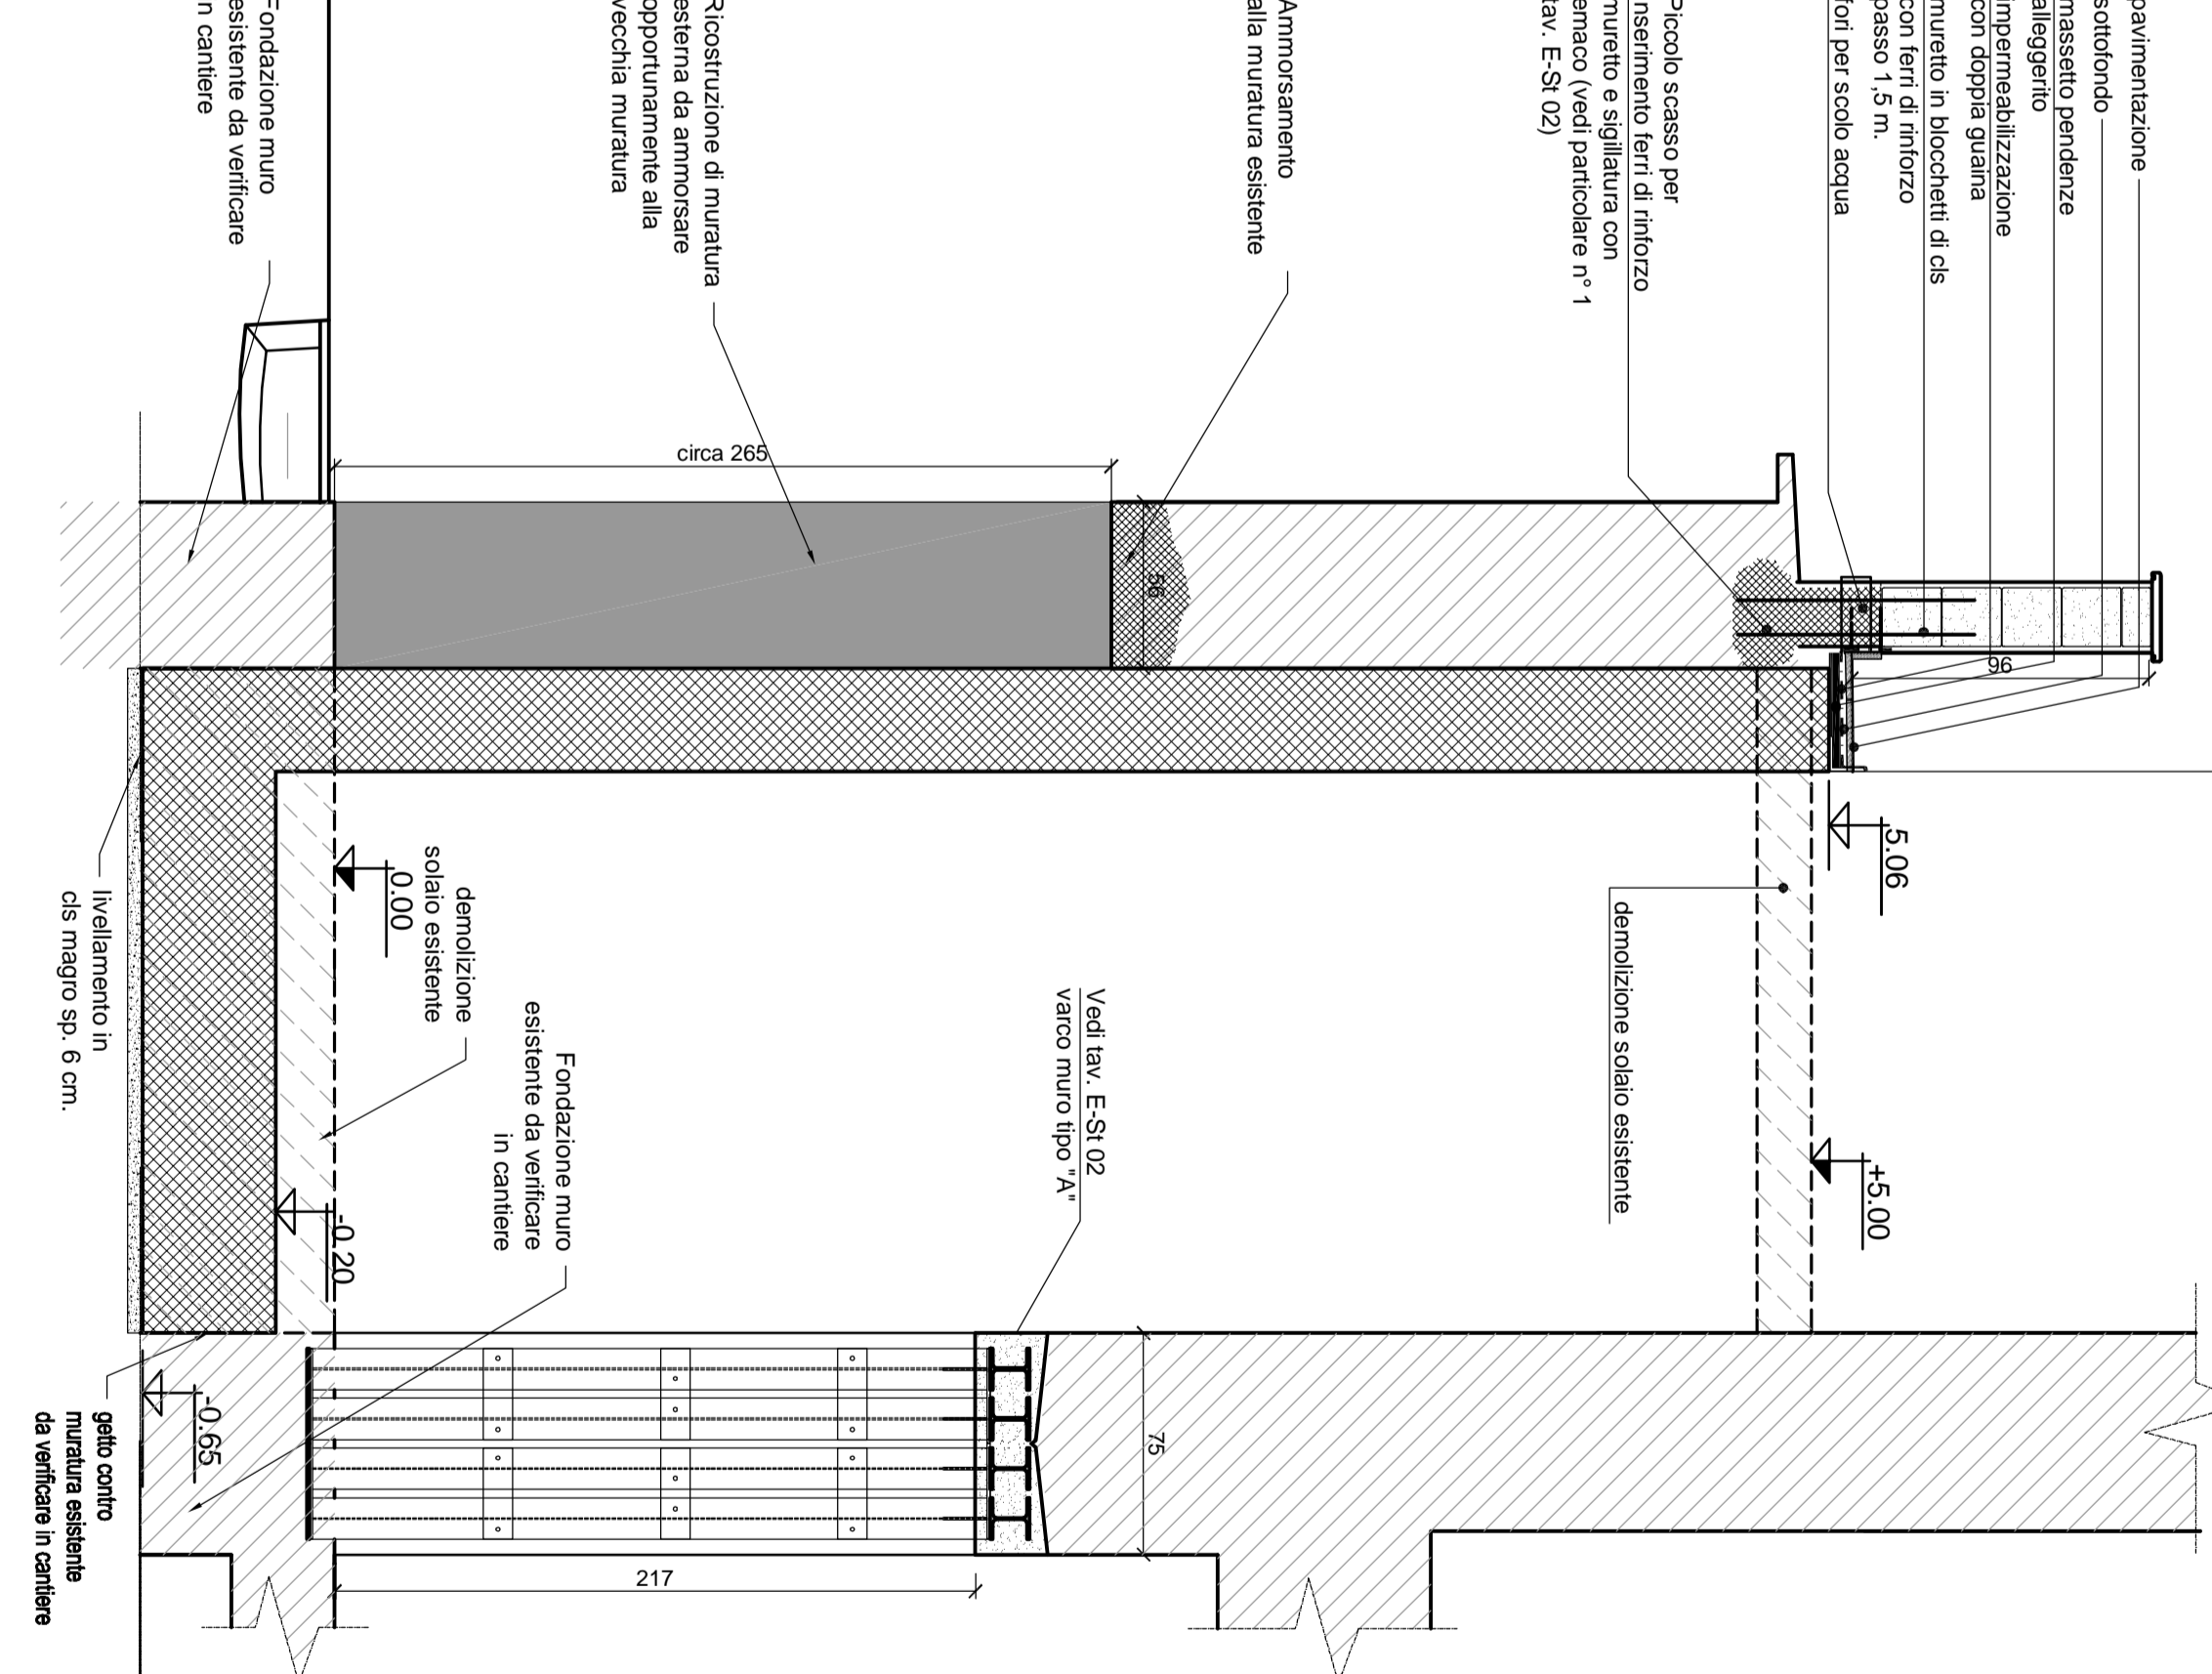 pavimentazione
sottofondo
massetto pendenze
alleggerito
impermeabilizzazione
con doppia guaina
muretto in blocchetti di cls
con ferri di rinforzo
passo 1,5 m.
fori per scolo acqua
Piccolo scasso per
inserimento ferri di rinforzo
muretto e sigillatura con
emaco (vedi particolare n° 1
tav. E-St 02)
Ammorsamento
alla muratura esistente
Ricostruzione di muratura
esterna da ammorsare
opportunamente alla
vecchia muratura
Fondazione muro
esistente da verificare
in cantiere
96
56
circa 265
5.06
+5.00
demolizione solaio esistente
Vedi tav. E-St 02
varco muro tipo "A"
75
217
Fondazione muro
esistente da verificare
in cantiere
demolizione
solaio esistente
0.00
-0.20
-0.65
livellamento in
cls magro sp. 6 cm.
getto contro
muratura esistente
da verificare in cantiere